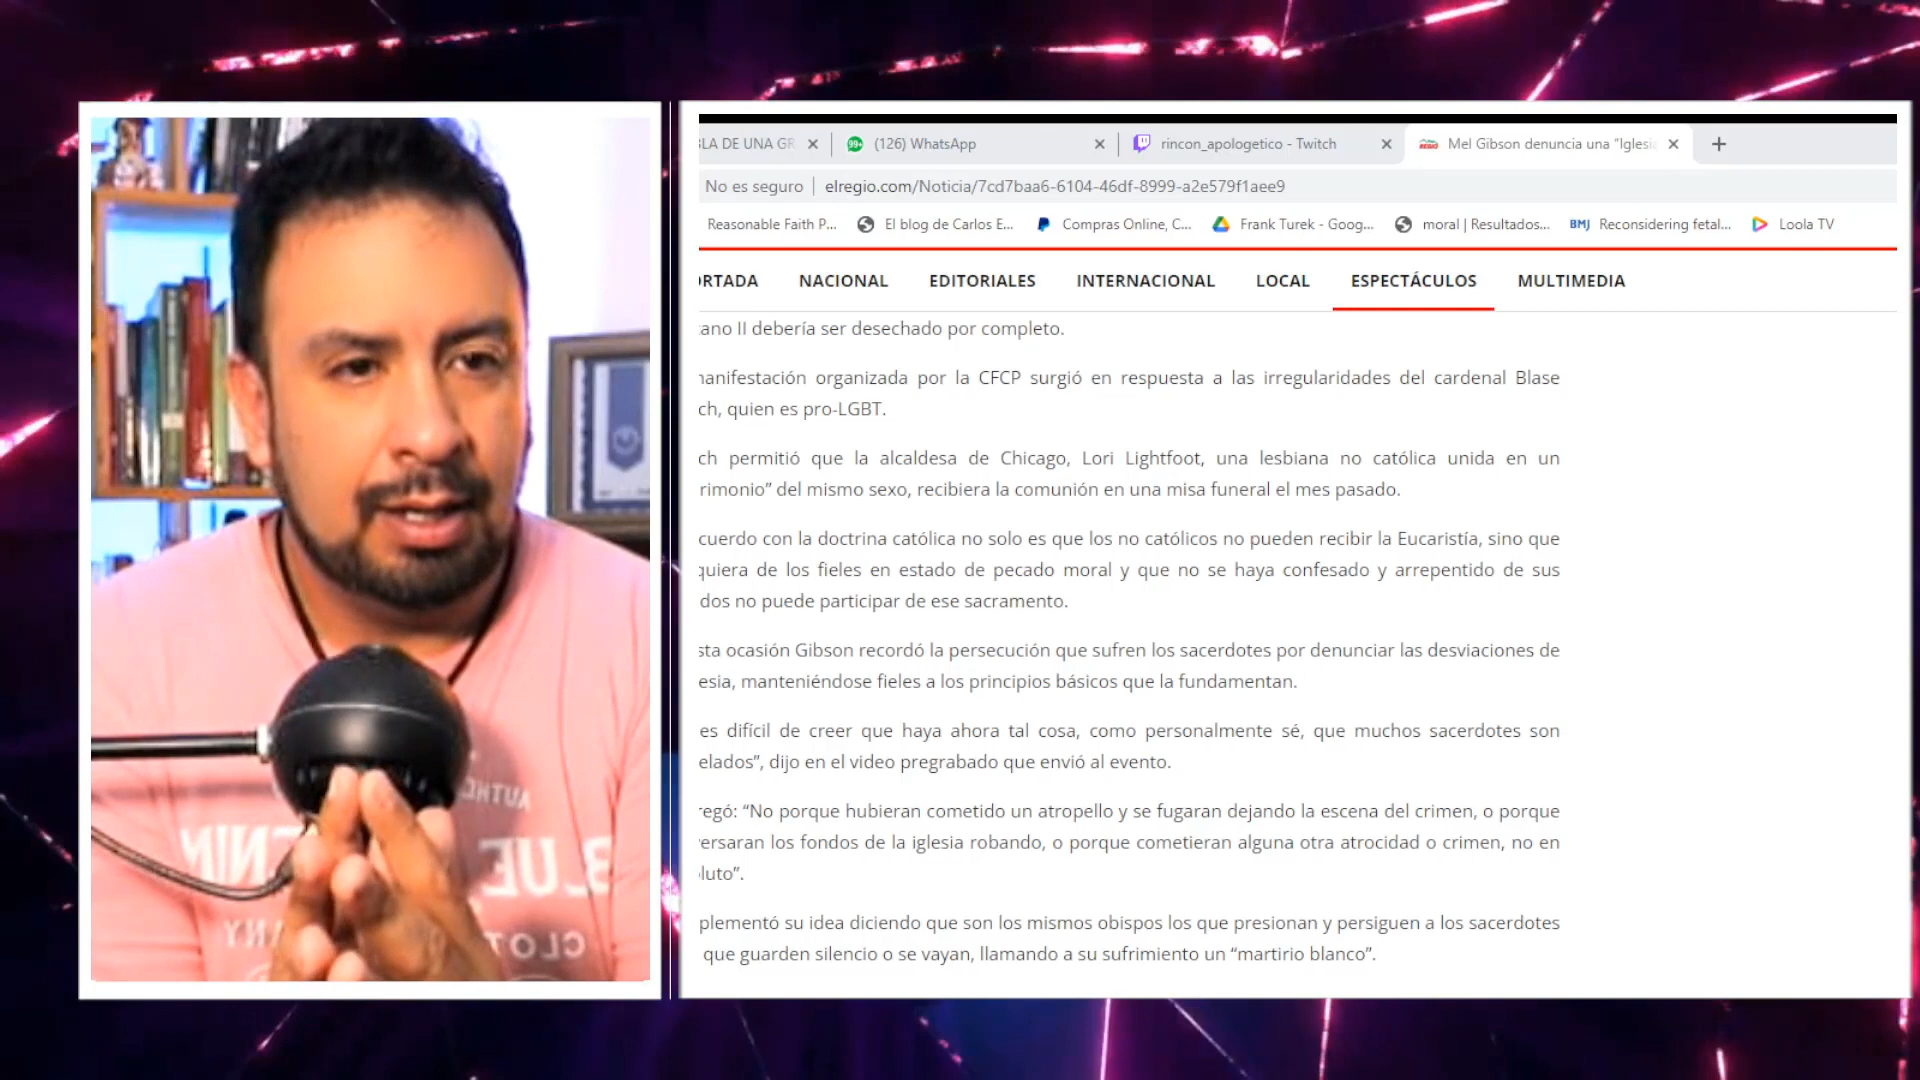 LA DE UNA GR
99+
(126) WhatsApp
rincon_apologetico - Twitch
Mel Gibson denuncia una “Iglesia
No es seguro
elregio.com/Noticia/7cd7baa6-6104-46df-8999-a2e579f1aee9
Reasonable Faith P...
El blog de Carlos E...
Compras Online, C...
Frank Turek - Goog...
moral | Resultados...
BMJ
Reconsidering fetal...
Loola TV
RTADA NACIONAL EDITORIALES INTERNACIONAL LOCAL ESPECTÁCULOS MULTIMEDIA
ano II debería ser desechado por completo.
manifestación organizada por la CFCP surgió en respuesta a las irregularidades del cardenal Blase
ch, quien es pro-LGBT.
ch permitió que la alcaldesa de Chicago, Lori Lightfoot, una lesbiana no católica unida en un
rimonio” del mismo sexo, recibiera la comunión en una misa funeral el mes pasado.
cuerdo con la doctrina católica no solo es que los no católicos no pueden recibir la Eucaristía, sino que
quiera de los fieles en estado de pecado moral y que no se haya confesado y arrepentido de sus
dos no puede participar de ese sacramento.
sta ocasión Gibson recordó la persecución que sufren los sacerdotes por denunciar las desviaciones de
esia, manteniéndose fieles a los principios básicos que la fundamentan.
es difícil de creer que haya ahora tal cosa, como personalmente sé, que muchos sacerdotes son
elados”, dijo en el video pregrabado que envió al evento.
regó: “No porque hubieran cometido un atropello y se fugaran dejando la escena del crimen, o porque
versaran los fondos de la iglesia robando, o porque cometieran alguna otra atrocidad o crimen, no en
luto”.
plementó su idea diciendo que son los mismos obispos los que presionan y persiguen a los sacerdotes
que guarden silencio o se vayan, llamando a su sufrimiento un “martirio blanco”.
AUTHE
BLUE
CLOT